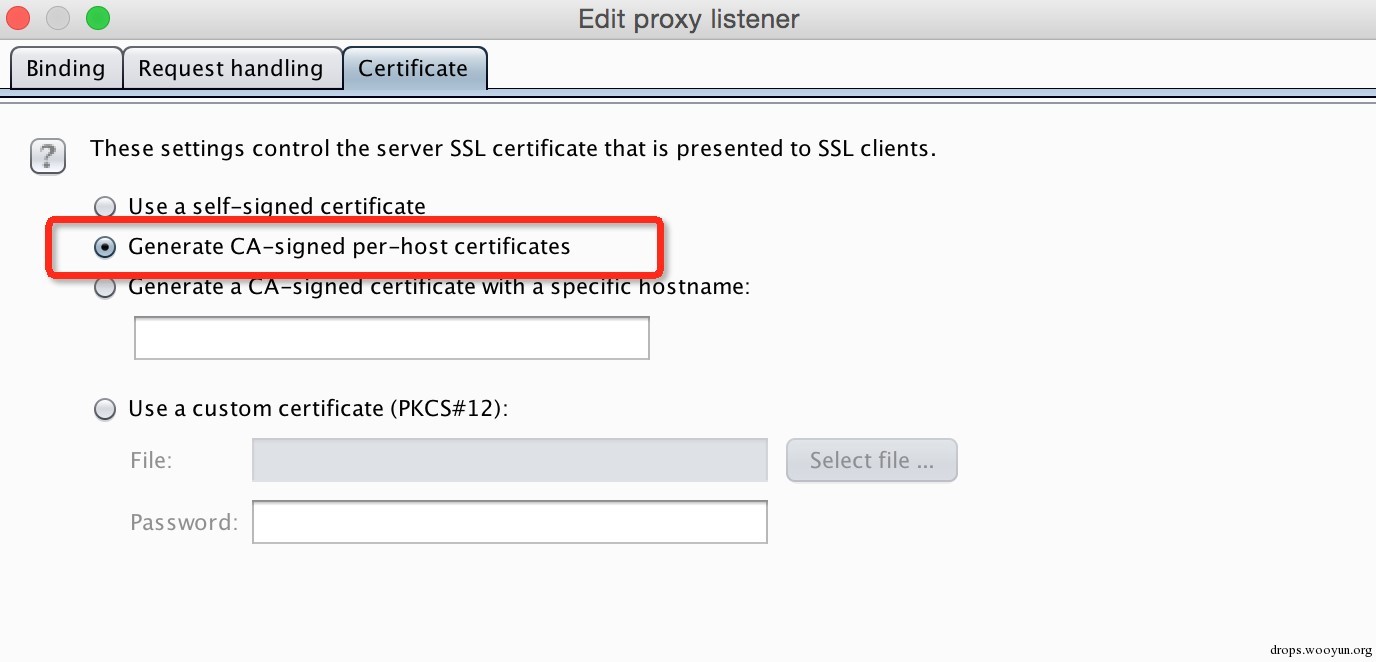 Edit proxy listener
Binding
Request handling
Certificate
?
These settings control the server SSL certificate that is presented to SSL clients.
Use a self-signed certificate
Generate CA-signed per-host certificates
Generate a CA-signed certificate with a specific hostname:
Use a custom certificate (PKCS#12):
File:
Select file ...
Password:
drops.wooyun.org